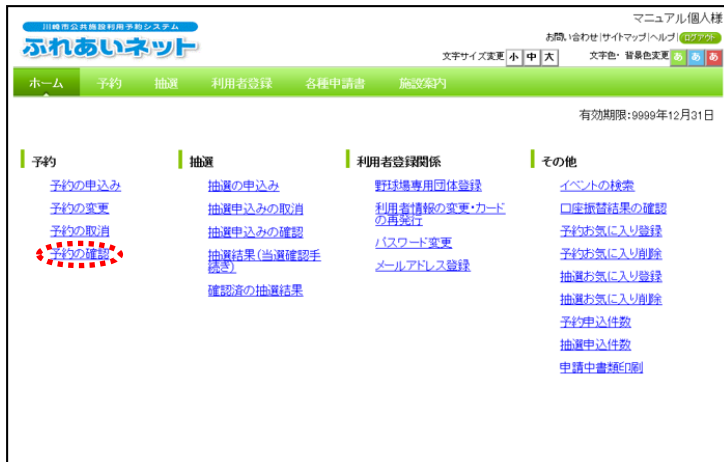 マニュアル個人様
川崎市公共施設利用予約システム
ふれあいネット
お問い合わせ|サイトマップ|ヘルプ|ログアウト
文字サイズ変更 小 中 大 文字色・背景色変更 あ あ あ
ホーム 予約 抽選 利用者登録 各種申請書 施設案内
有効期限:9999年12月31日
予約
予約の申込み
予約の変更
予約の取消
予約の確認
抽選
抽選の申込み
抽選申込みの取消
抽選申込みの確認
抽選結果(当選確認手
続き)
確認済の抽選結果
利用者登録関係
野球場専用団体登録
利用者情報の変更・カード
の再発行
パスワード変更
メールアドレス登録
その他
イベントの検索
口座振替結果の確認
予約お気に入り登録
予約お気に入り削除
抽選お気に入り登録
抽選お気に入り削除
予約申込件数
抽選申込件数
申請中書類印刷